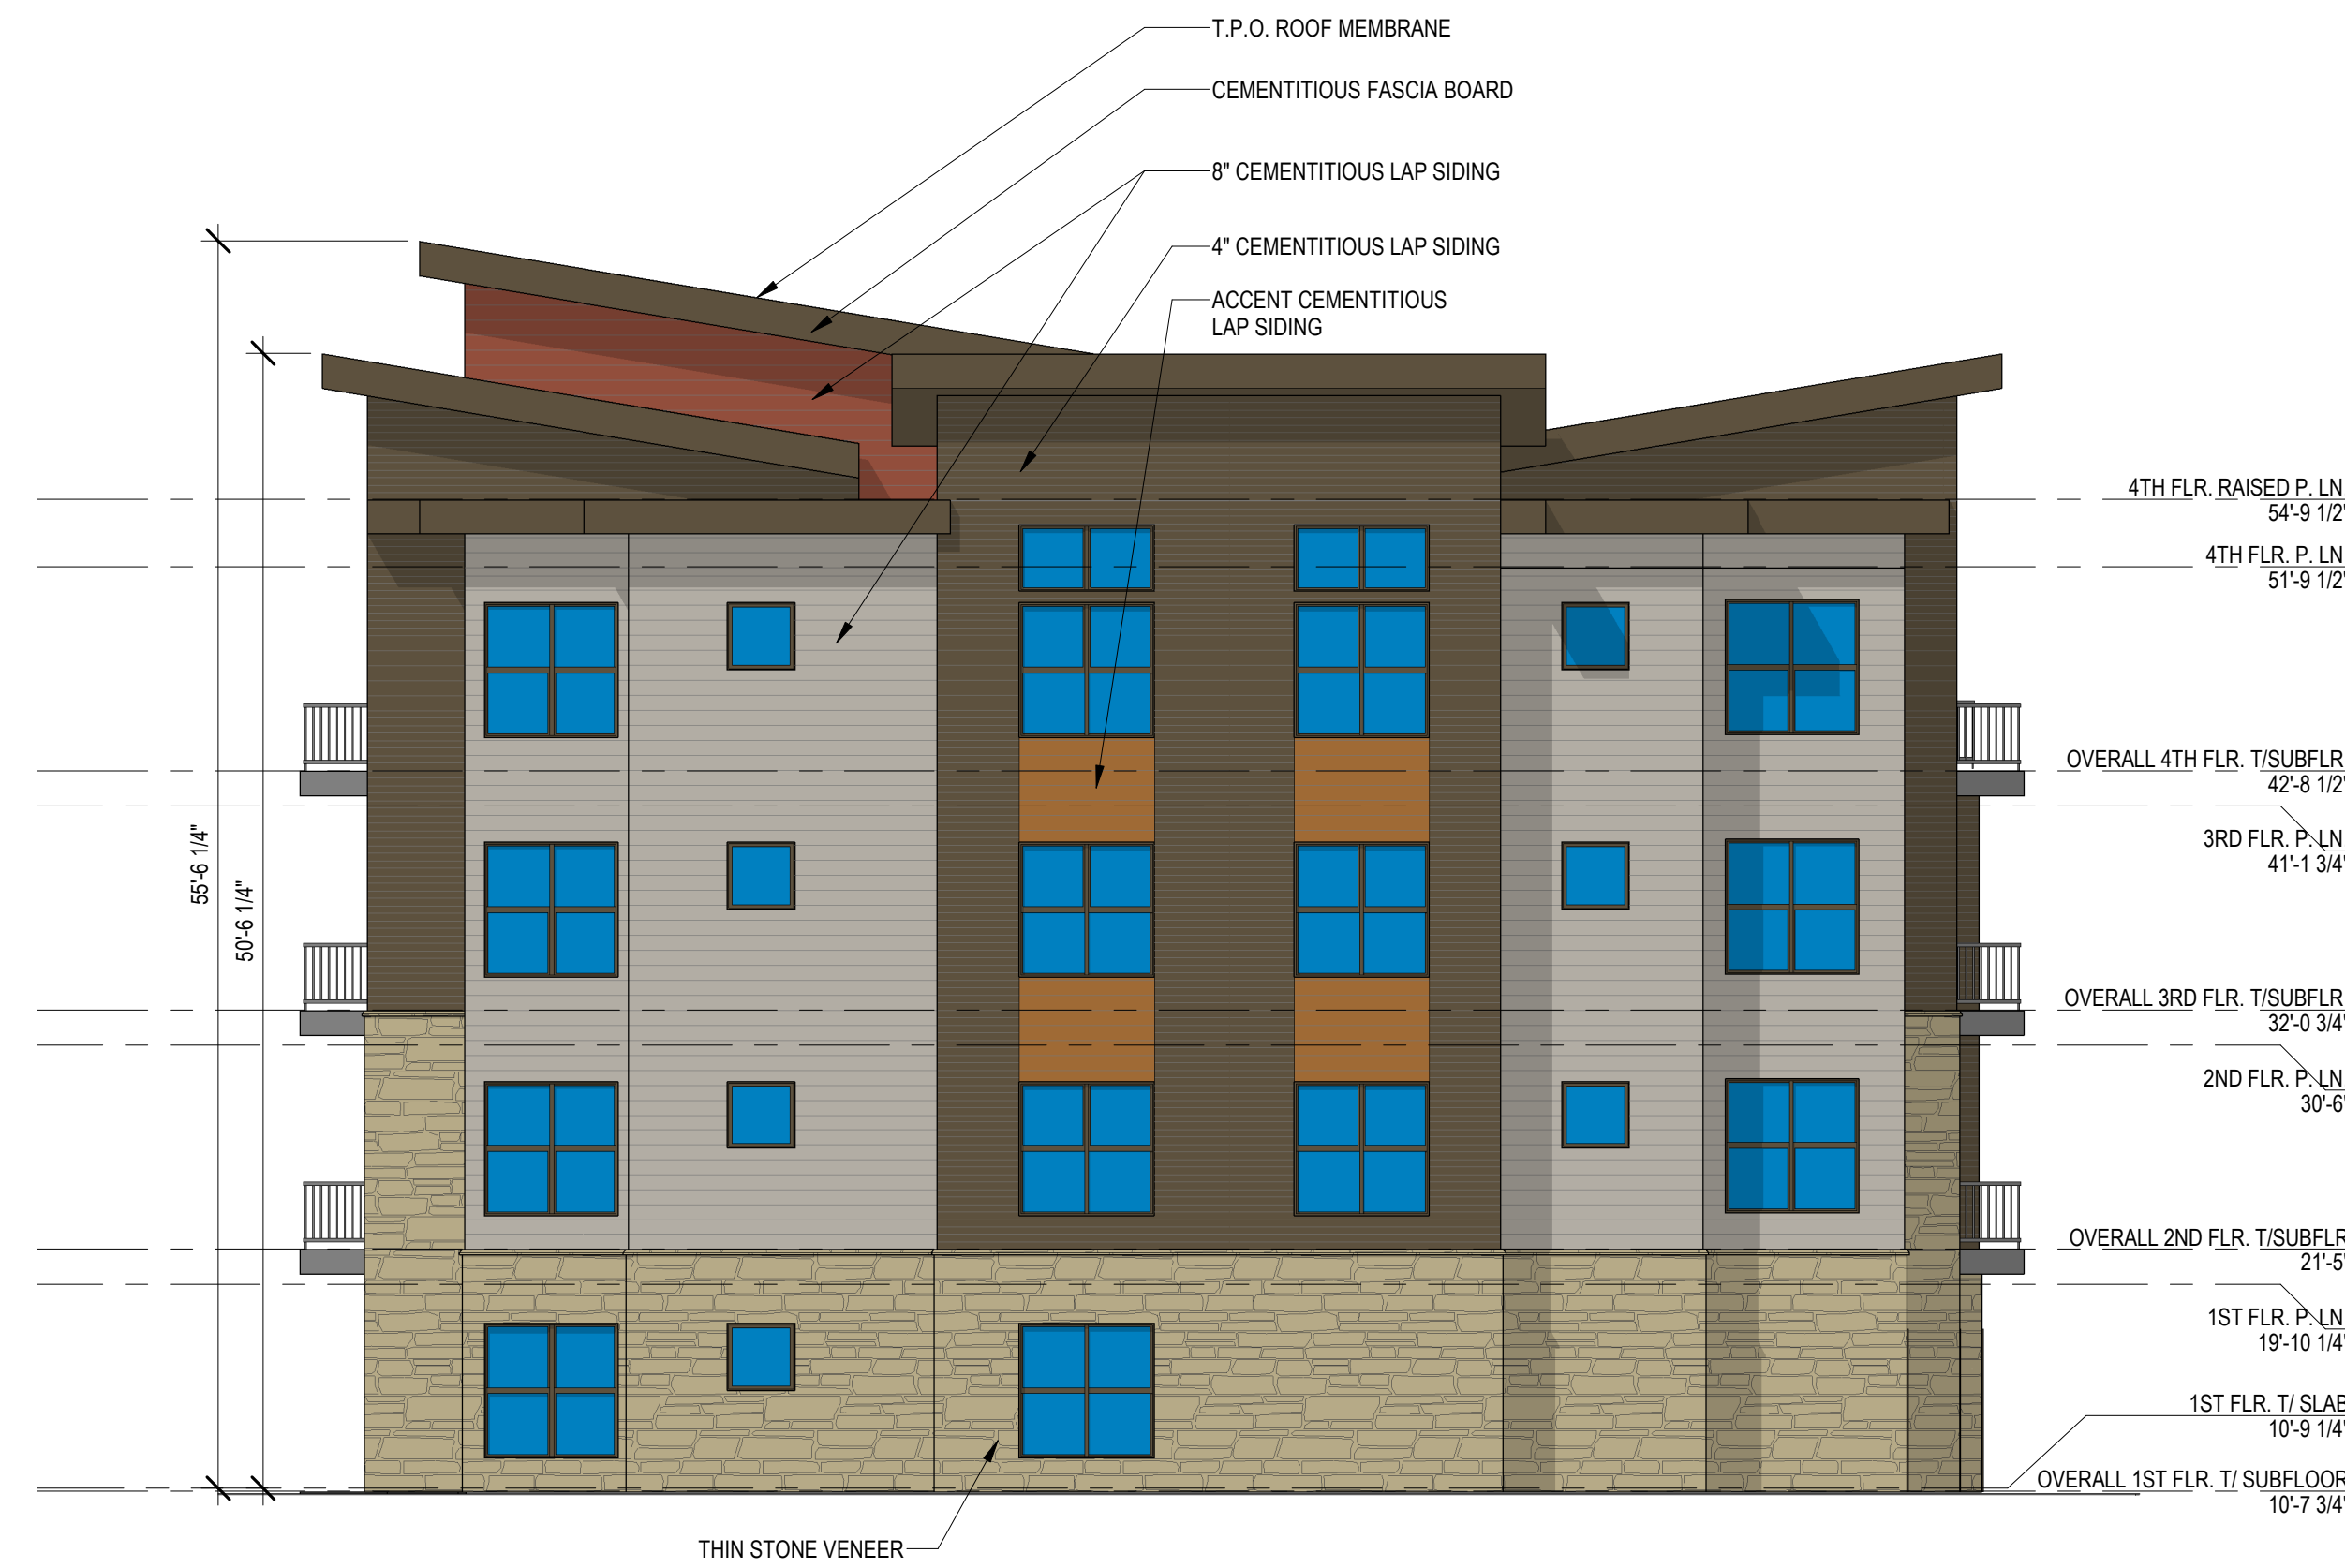 T.P.O. ROOF MEMBRANE
CEMENTITIOUS FASCIA BOARD
8" CEMENTITIOUS LAP SIDING
4" CEMENTITIOUS LAP SIDING
ACCENT CEMENTITIOUS
LAP SIDING
4TH FLR. RAISED P. LN.
54'-9 1/2"
4TH FLR. P. LN.
51'-9 1/2"
OVERALL 4TH FLR. T/SUBFLR.
42'-8 1/2"
3RD FLR. P. LN.
41'-1 3/4"
55'-6 1/4"
50'-6 1/4"
OVERALL 3RD FLR. T/SUBFLR.
32'-0 3/4"
2ND FLR. P. LN.
30'-6"
OVERALL 2ND FLR. T/SUBFLR
21'-5"
1ST FLR. P. LN.
19'-10 1/4"
1ST FLR. T/ SLAB
10'-9 1/4"
OVERALL 1ST FLR. T/ SUBFLOOR
10'-7 3/4"
THIN STONE VENEER